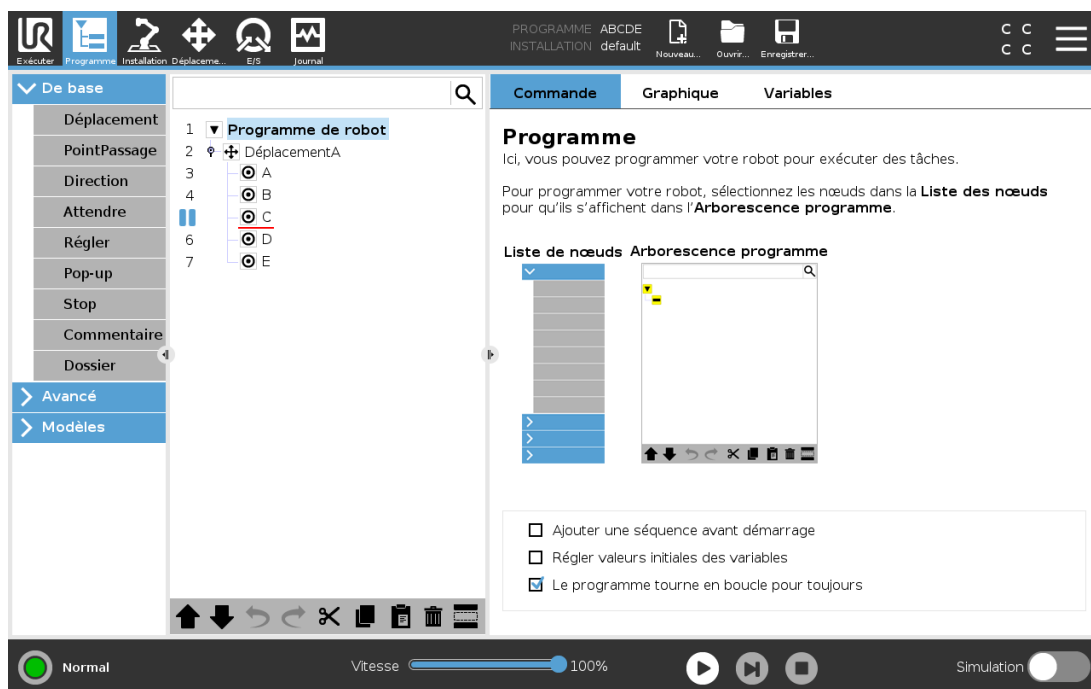 UR
Exécuter
Programme
Installation
Déplaceme...
E/S
Journal
PROGRAMME ABCDE
INSTALLATION default
Nouveau...
Ouvrir...
Enregistrer...
C C
C C
De base
Déplacement
PointPassage
Direction
Attendre
Régler
Pop-up
Stop
Commentaire
Dossier
Avancé
Modèles
1 Programme de robot
2 DéplacementA
3 A
4 B
C
6 D
7 E
Commande Graphique Variables
Programme
Ici, vous pouvez programmer votre robot pour exécuter des tâches.
Pour programmer votre robot, sélectionnez les nœuds dans la Liste des nœuds
pour qu'ils s'affichent dans l'Arborescence programme.
Liste de nœuds Arborescence programme
Ajouter une séquence avant démarrage
Régler valeurs initiales des variables
Le programme tourne en boucle pour toujours
Normal
Vitesse 100%
Simulation